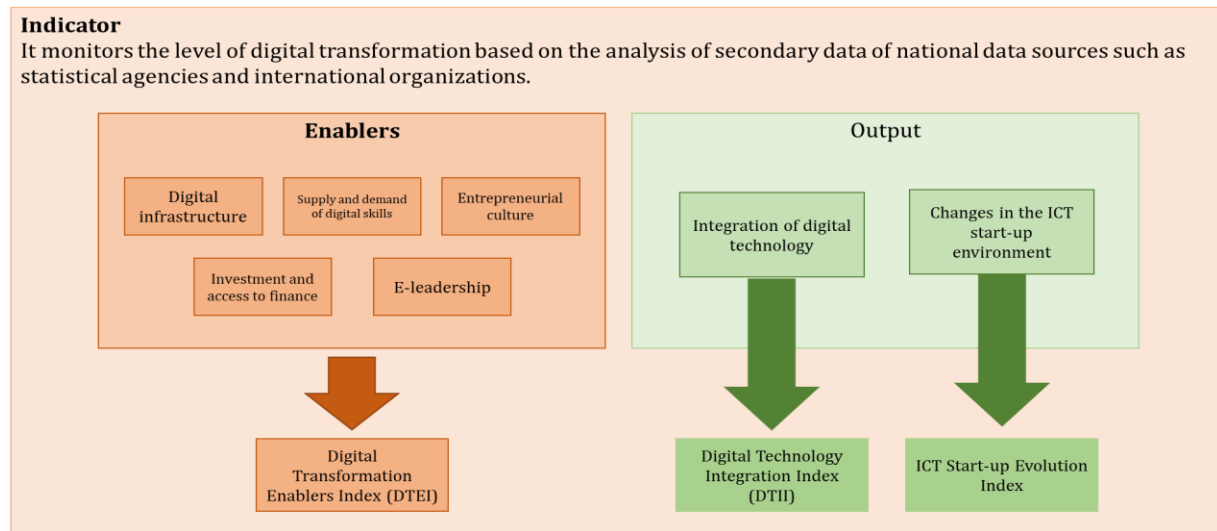 Indicator
It monitors the level of digital transformation based on the analysis of secondary data of national data sources such as
statistical agencies and international organizations.
Enablers
Digital
infrastructure
Supply and demand
of digital skills
Entrepreneurial
culture
Investment and
access to finance
E-leadership
Output
Integration of digital
technology
Changes in the ICT
start-up
environment
Digital
Transformation
Enablers Index (DTEI)
Digital Technology
Integration Index
(DTII)
ICT Start-up Evolution
Index